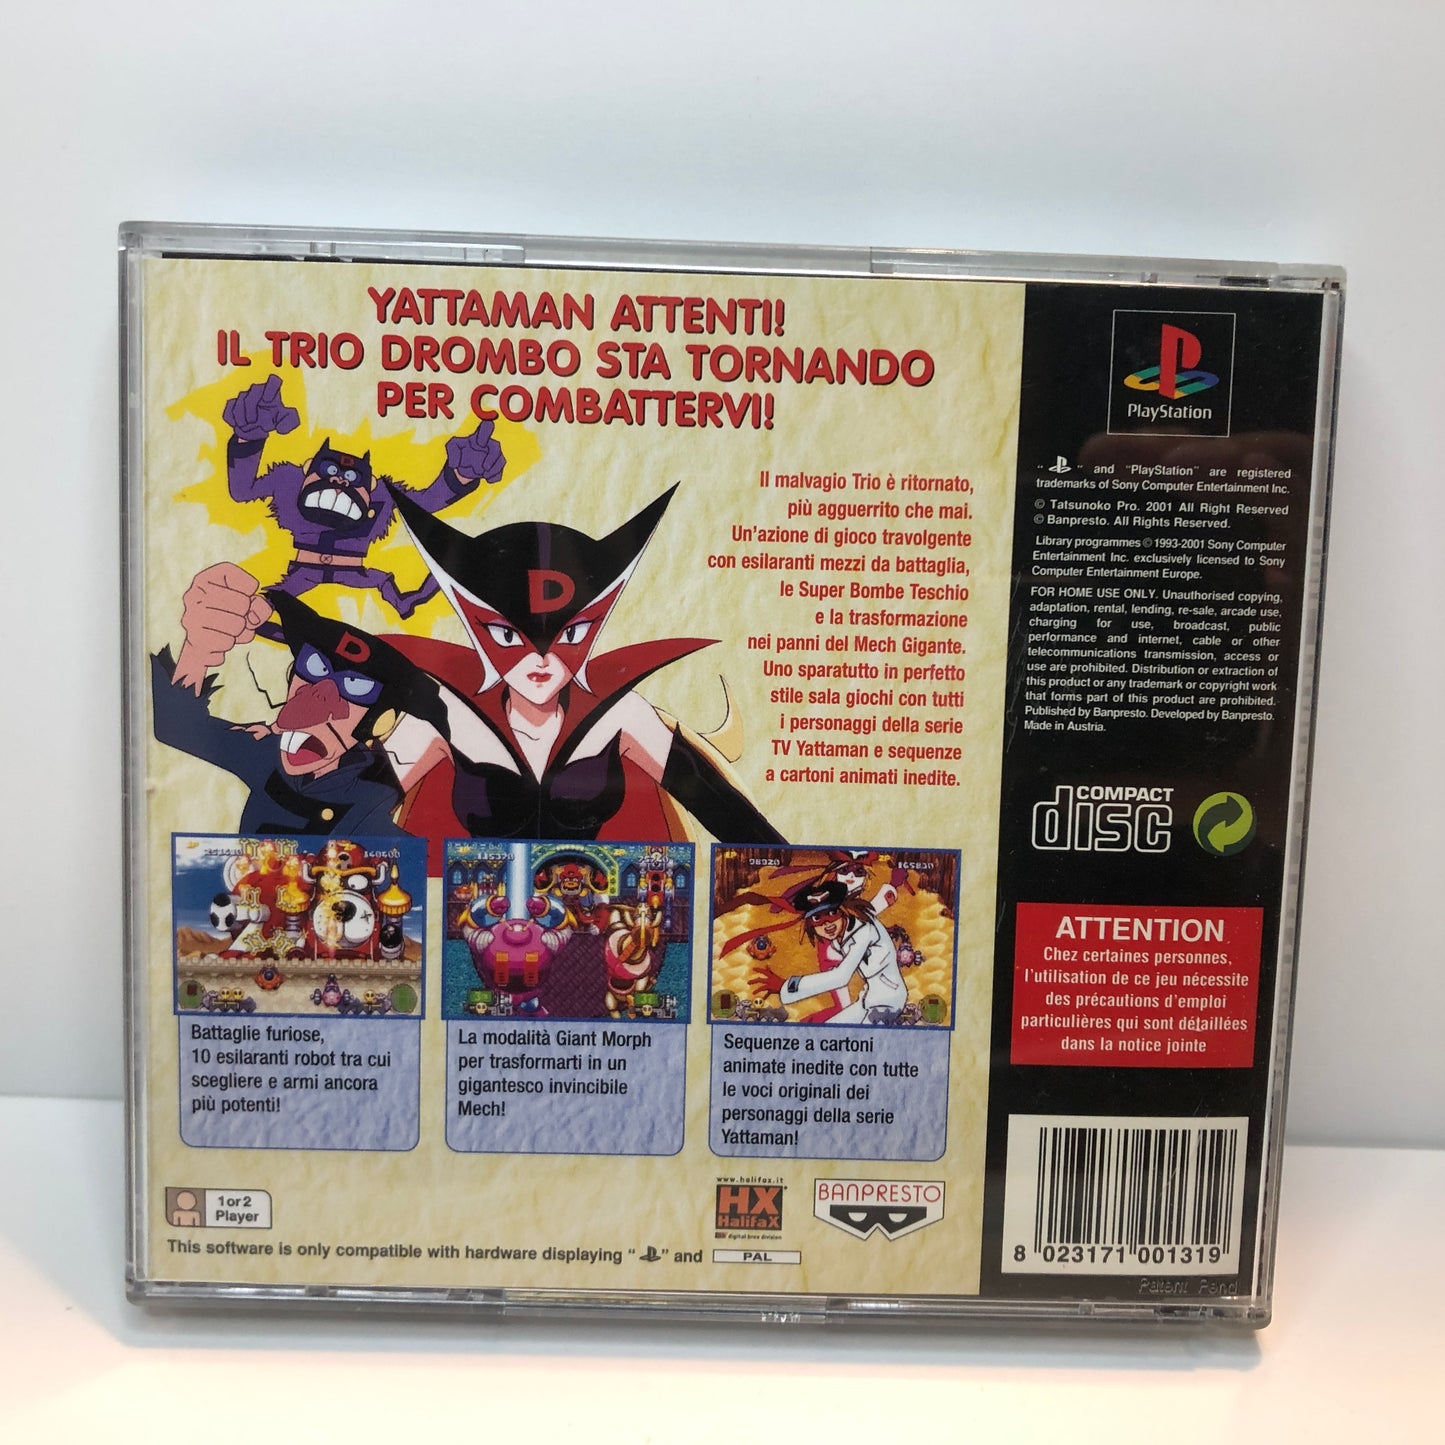 YATTAMAN ATTENTI!
IL TRIO DROMBO STA TORNANDO
PER COMBATTERVI!
D
D
D
Il malvagio Trio è ritornato,
più agguerrito che mai.
Un'azione di gioco travolgente
con esilaranti mezzi da battaglia,
le Super Bombe Teschio
e la trasformazione
nei panni del Mech Gigante.
Uno sparatutto in perfetto
stile sala giochi con tutti
i personaggi della serie
TV Yattaman e sequenze
a cartoni animati inedite.
Battaglie furiose,
10 esilaranti robot tra cui
scegliere e armi ancora
più potenti!
La modalità Giant Morph
per trasformarti in un
gigantesco invincibile
Mech!
98920
165830
Sequenze a cartoni
animate inedite con tutte
le voci originali dei
personaggi della serie
Yattaman!
1 or 2
Player
www.halifax.it
HX
HalifaX
digital bros division
BANPRESTO
This software is only compatible with hardware displaying " " and PAL
PlayStation
" " and "PlayStation" are registered
trademarks of Sony Computer Entertainment Inc.
© Tatsunoko Pro. 2001 All Right Reserved
© Banpresto. All Rights Reserved.
Library programmes © 1993-2001 Sony Computer
Entertainment Inc. exclusively licensed to Sony
Computer Entertainment Europe.
FOR HOME USE ONLY. Unauthorised copying,
adaptation, rental, lending, re-sale, arcade use,
charging for use, broadcast, public
performance and internet, cable or other
telecommunications transmission, access or
use are prohibited. Distribution or extraction of
this product or any trademark or copyright work
that forms part of this product are prohibited.
Published by Banpresto. Developed by Banpresto.
Made in Austria.
COMPACT
disc
ATTENTION
Chez certaines personnes,
l'utilisation de ce jeu nécessite
des précautions d'emploi
particulières qui sont détaillées
dans la notice jointe
8 023171 001319
Patent Pend